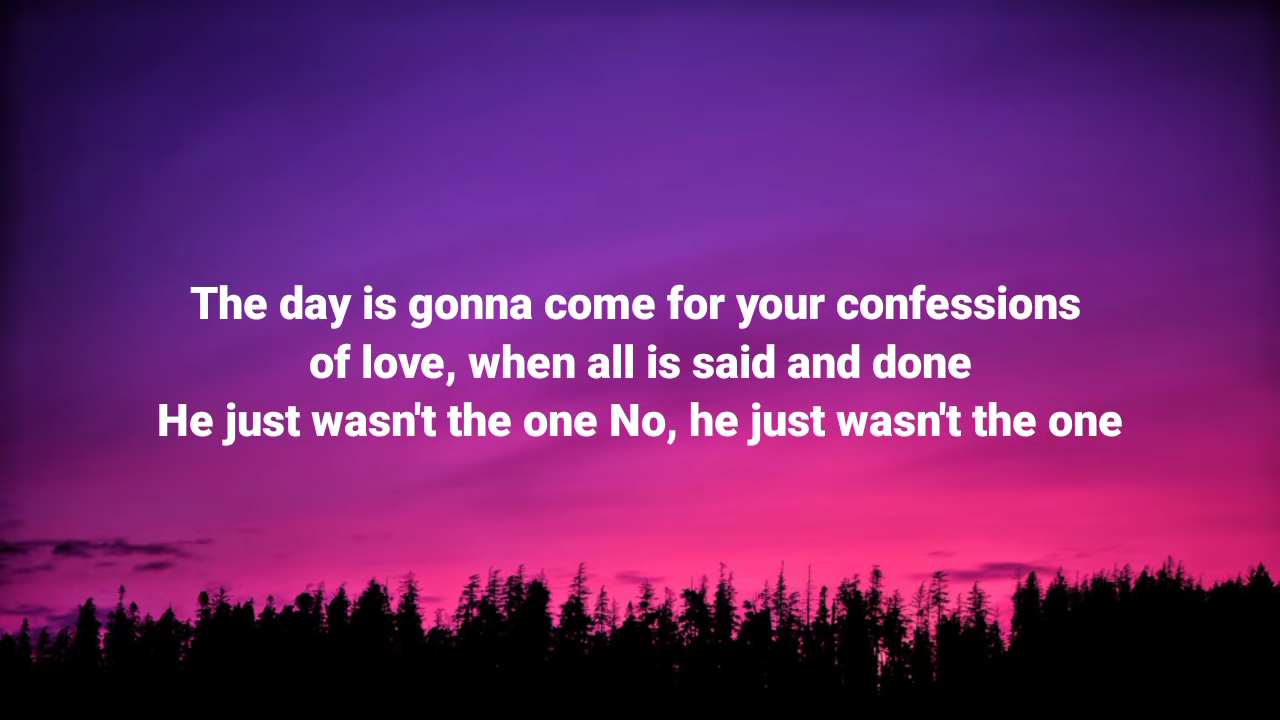 The day is gonna come for your confessions
of love, when all is said and done
He just wasn't the one No, he just wasn't the one